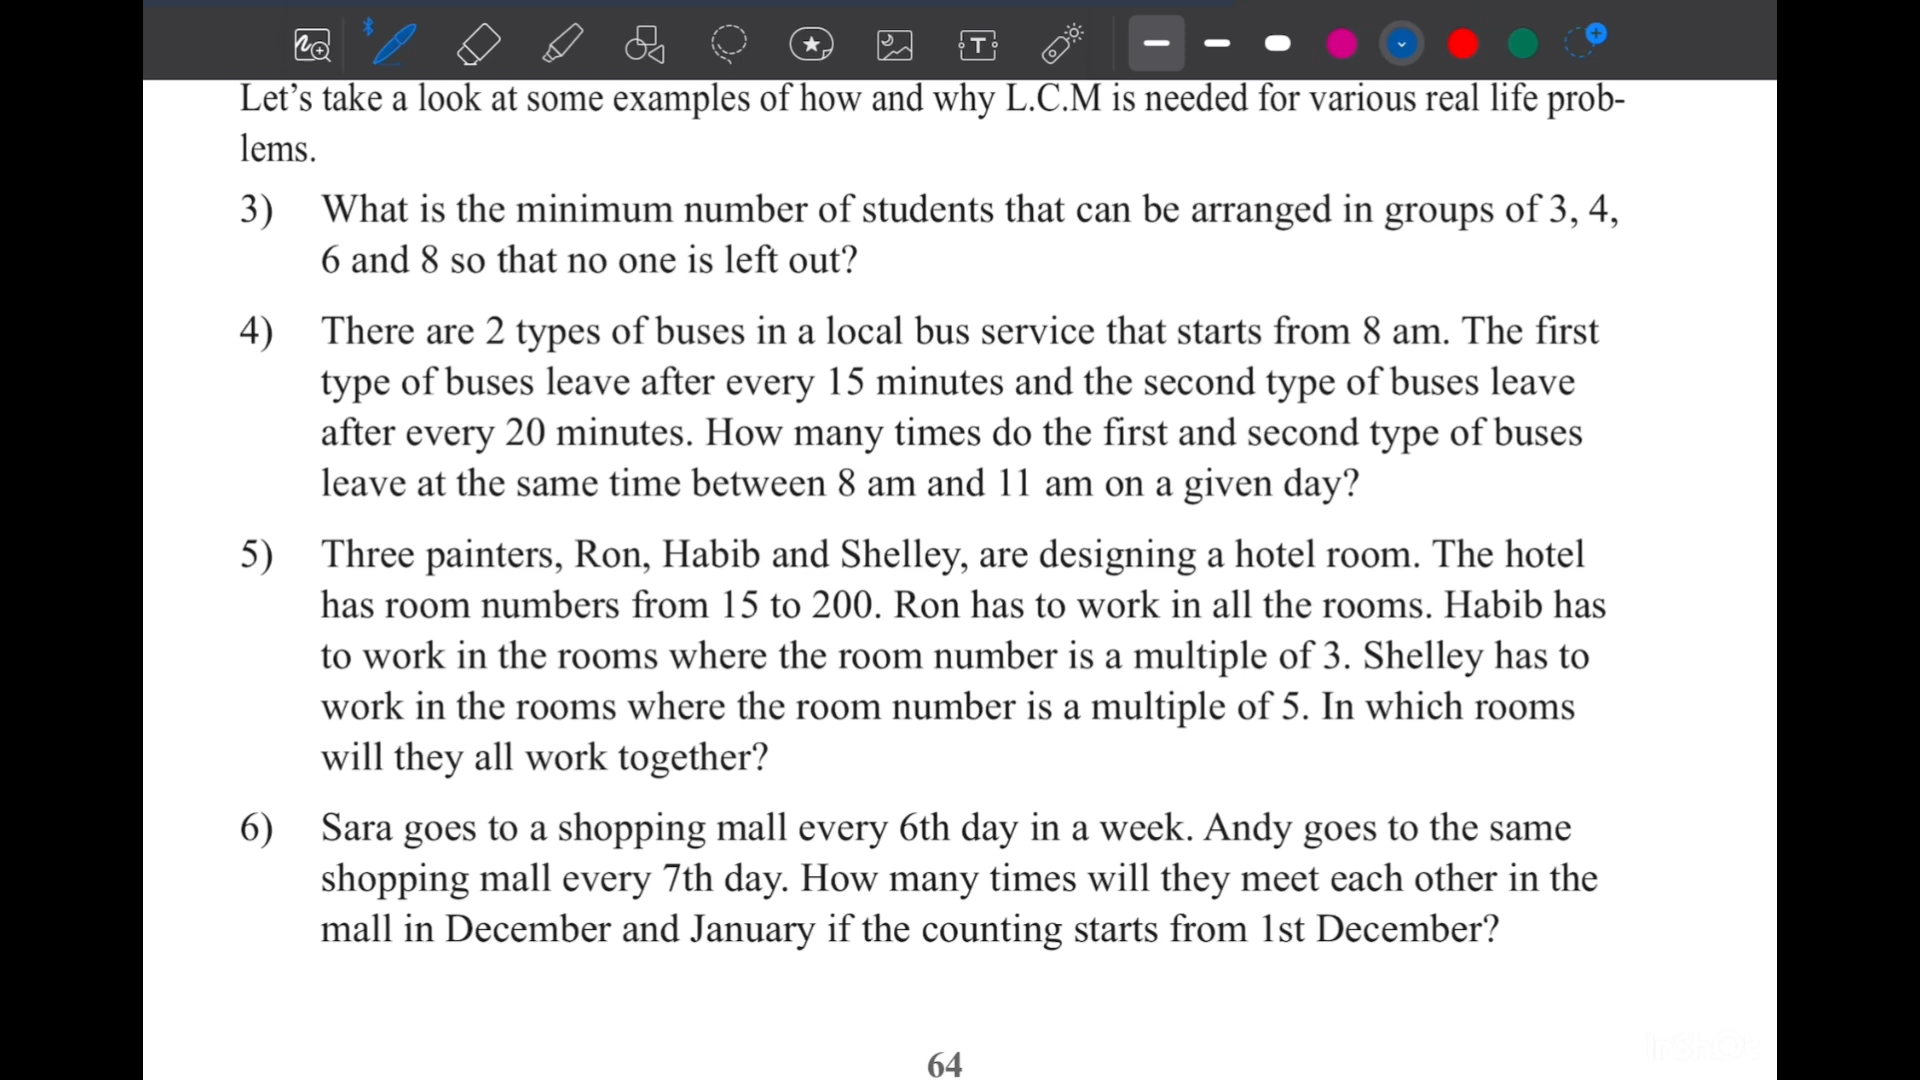 Let’s take a look at some examples of how and why L.C.M is needed for various real life prob-
lems.
3) What is the minimum number of students that can be arranged in groups of 3, 4,
6 and 8 so that no one is left out?
4) There are 2 types of buses in a local bus service that starts from 8 am. The first
type of buses leave after every 15 minutes and the second type of buses leave
after every 20 minutes. How many times do the first and second type of buses
leave at the same time between 8 am and 11 am on a given day?
5) Three painters, Ron, Habib and Shelley, are designing a hotel room. The hotel
has room numbers from 15 to 200. Ron has to work in all the rooms. Habib has
to work in the rooms where the room number is a multiple of 3. Shelley has to
work in the rooms where the room number is a multiple of 5. In which rooms
will they all work together?
6) Sara goes to a shopping mall every 6th day in a week. Andy goes to the same
shopping mall every 7th day. How many times will they meet each other in the
mall in December and January if the counting starts from 1st December?
64